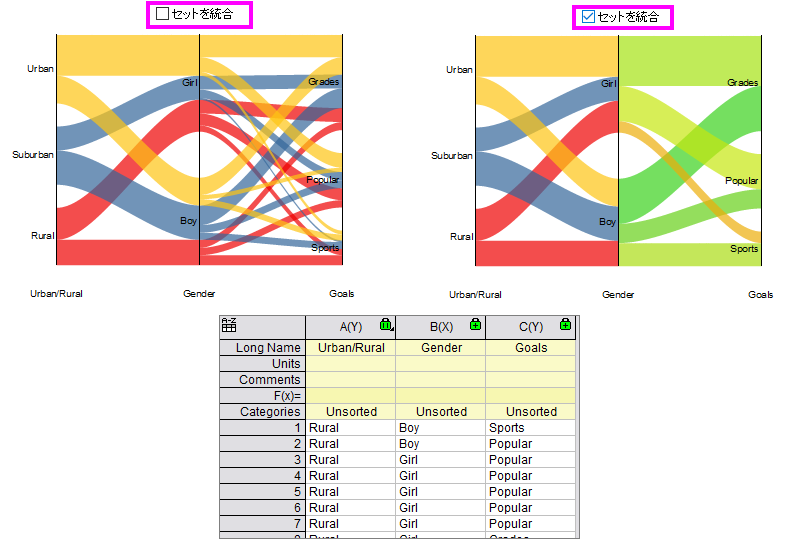 セットを統合
Urban
Suburban
Rural
Girl
Boy
Grades
Popular
Sports
Urban/Rural
Gender
Goals
セットを統合
Urban
Suburban
Rural
Girl
Boy
Grades
Popular
Sports
Urban/Rural
Gender
Goals
A-Z A(Y) B(X) C(Y)
Long Name Urban/Rural Gender Goals
Units
Comments
F(x)=
Categories Unsorted Unsorted Unsorted
1 Rural Boy Sports
2 Rural Boy Popular
3 Rural Girl Popular
4 Rural Girl Popular
5 Rural Girl Popular
6 Rural Girl Popular
7 Rural Girl Popular